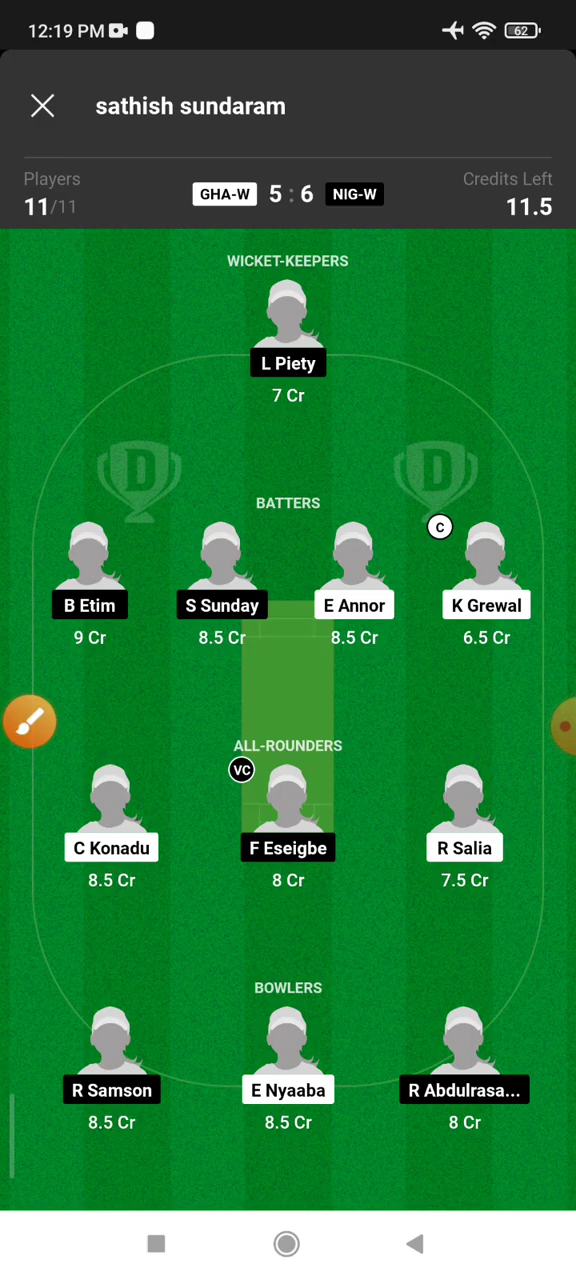 12:19 PM
62
sathish sundaram
Players
11/11
GHA-W 5 : 6 NIG-W
Credits Left
11.5
WICKET-KEEPERS
L Piety
7 Cr
D D
BATTERS
C
B Etim S Sunday E Annor K Grewal
9 Cr 8.5 Cr 8.5 Cr 6.5 Cr
ALL-ROUNDERS
VC
C Konadu F Eseigbe R Salia
8.5 Cr 8 Cr 7.5 Cr
BOWLERS
R Samson E Nyaaba R Abdulrasa...
8.5 Cr 8.5 Cr 8 Cr